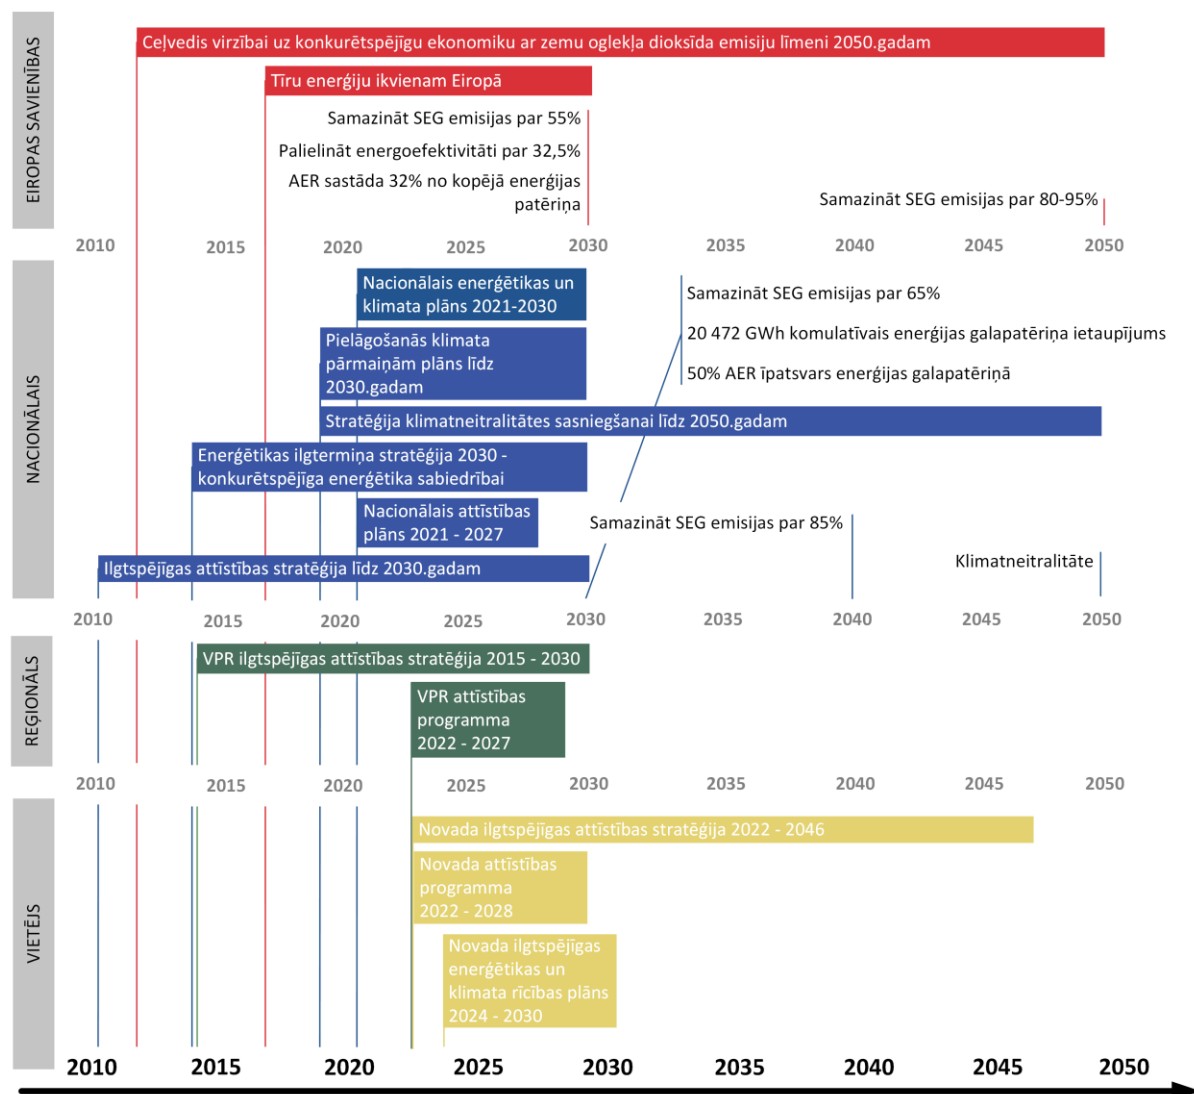 EIROPAS SAVIENĪBAS
Ceļvedis virzībai uz konkurētspējīgu ekonomiku ar zemu oglekļa dioksīda emisiju līmeni 2050.gadam
Tīru enerģiju ikvienam Eiropā
Samazināt SEG emisijas par 55%
Palielināt energoefektivitāti par 32,5%
AER sastāda 32% no kopējā enerģijas
patēriņa
Samazināt SEG emisijas par 80-95%
2010 2015 2020 2025 2030 2035 2040 2045 2050
NACIONĀLAIS
Nacionālais enerģētikas un
klimata plāns 2021-2030
Samazināt SEG emisijas par 65%
20 472 GWh komulatīvais enerģijas galapatēriņa ietaupījums
50% AER īpatsvars enerģijas galapatēriņā
Pielāgošanās klimata
pārmaiņām plāns līdz
2030.gadam
Stratēģija klimatneitralitātes sasniegšanai līdz 2050.gadam
Enerģētikas ilgtermiņa stratēģija 2030 -
konkurētspējīga enerģētika sabiedrībai
Nacionālais attīstības
plāns 2021 - 2027
Samazināt SEG emisijas par 85%
Klimatneitralitāte
Ilgtspējīgas attīstības stratēģija līdz 2030.gadam
2010 2015 2020 2025 2030 2035 2040 2045 2050
REĢIONĀLS
VPR ilgtspējīgas attīstības stratēģija 2015 - 2030
VPR attīstības
programma
2022 - 2027
2010 2015 2020 2025 2030 2035 2040 2045 2050
VIETĒJS
Novada ilgtspējīgas attīstības stratēģija 2022 - 2046
Novada attīstības
programma
2022 - 2028
Novada ilgtspējīgas
enerģētikas un
klimata rīcības plāns
2024 - 2030
2010 2015 2020 2025 2030 2035 2040 2045 2050